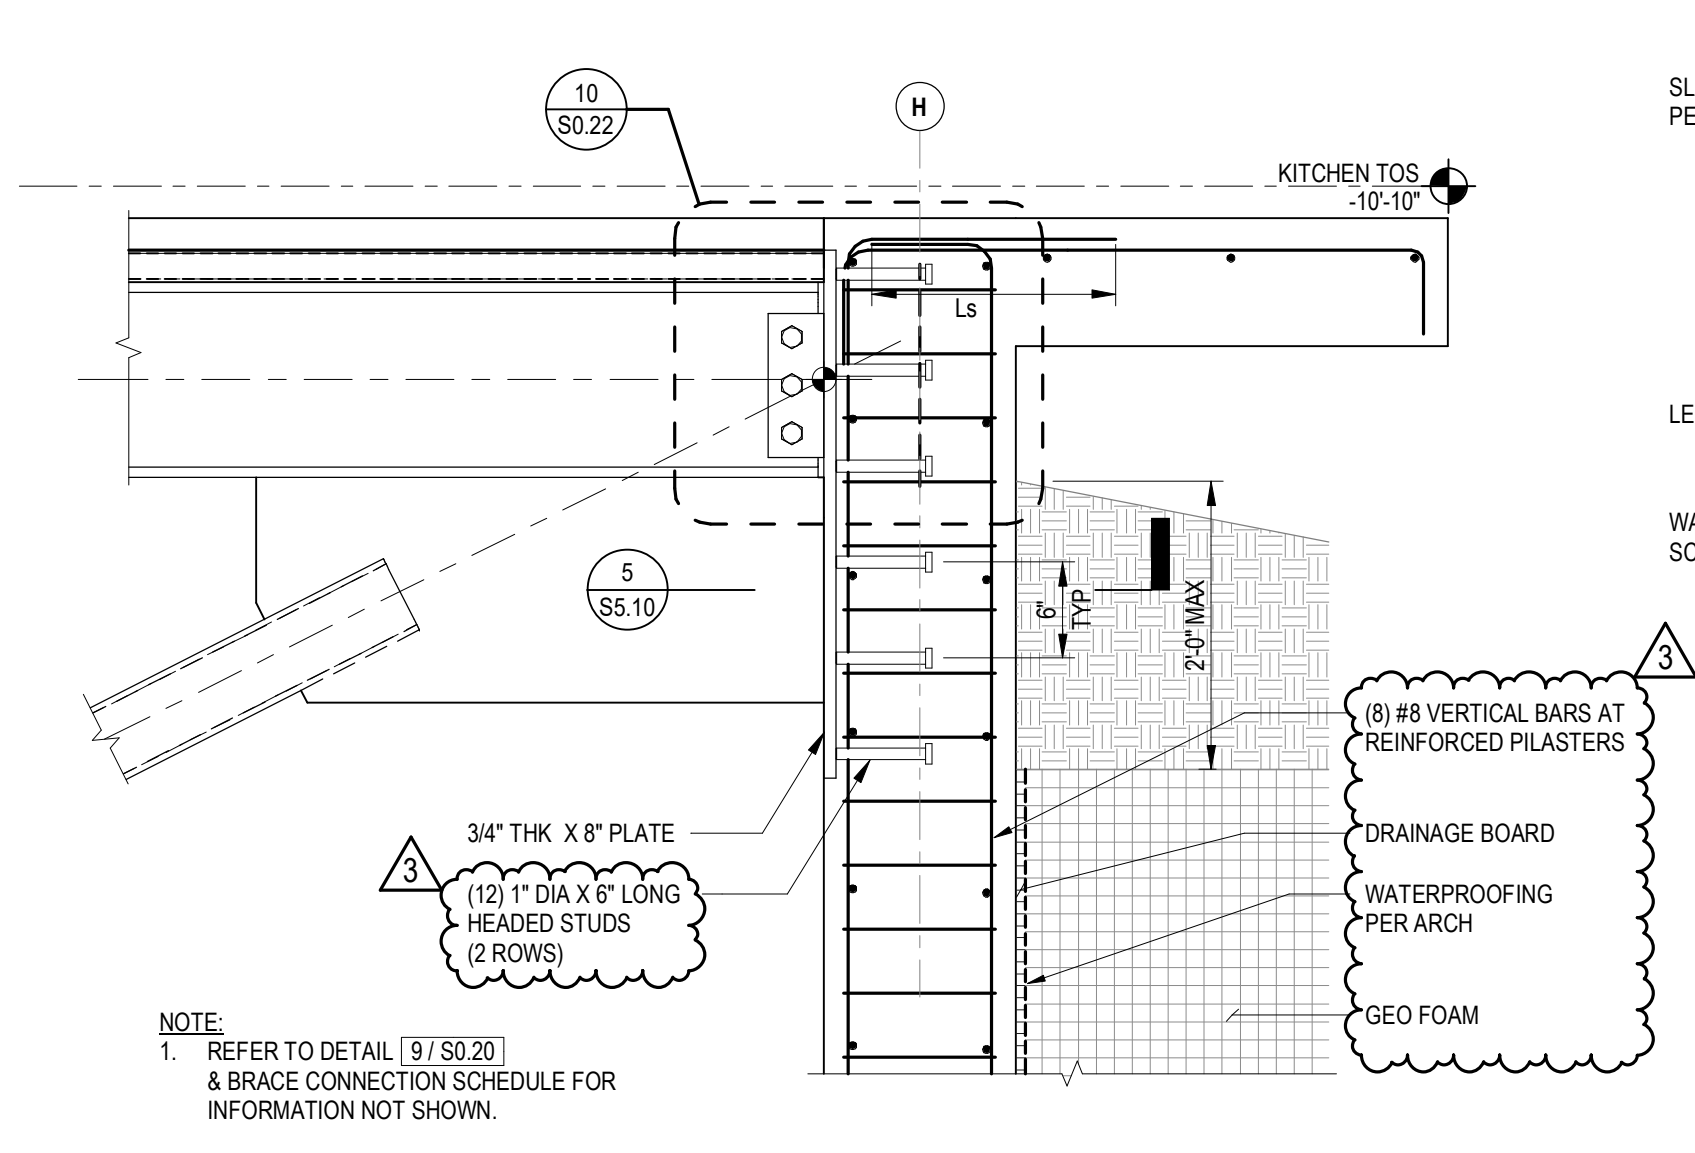 10
S0.22
H
SL
PE
KITCHEN TOS
-10'-10"
Ls
LE
WA
SC
5
S5.10
6"
TYP
2'-0" MAX
3
(8) #8 VERTICAL BARS AT
REINFORCED PILASTERS
3/4" THK X 8" PLATE
DRAINAGE BOARD
3
(12) 1" DIA X 6" LONG
HEADED STUDS
(2 ROWS)
WATERPROOFING
PER ARCH
GEO FOAM
NOTE:
1. REFER TO DETAIL 9 / S0.20
& BRACE CONNECTION SCHEDULE FOR
INFORMATION NOT SHOWN.